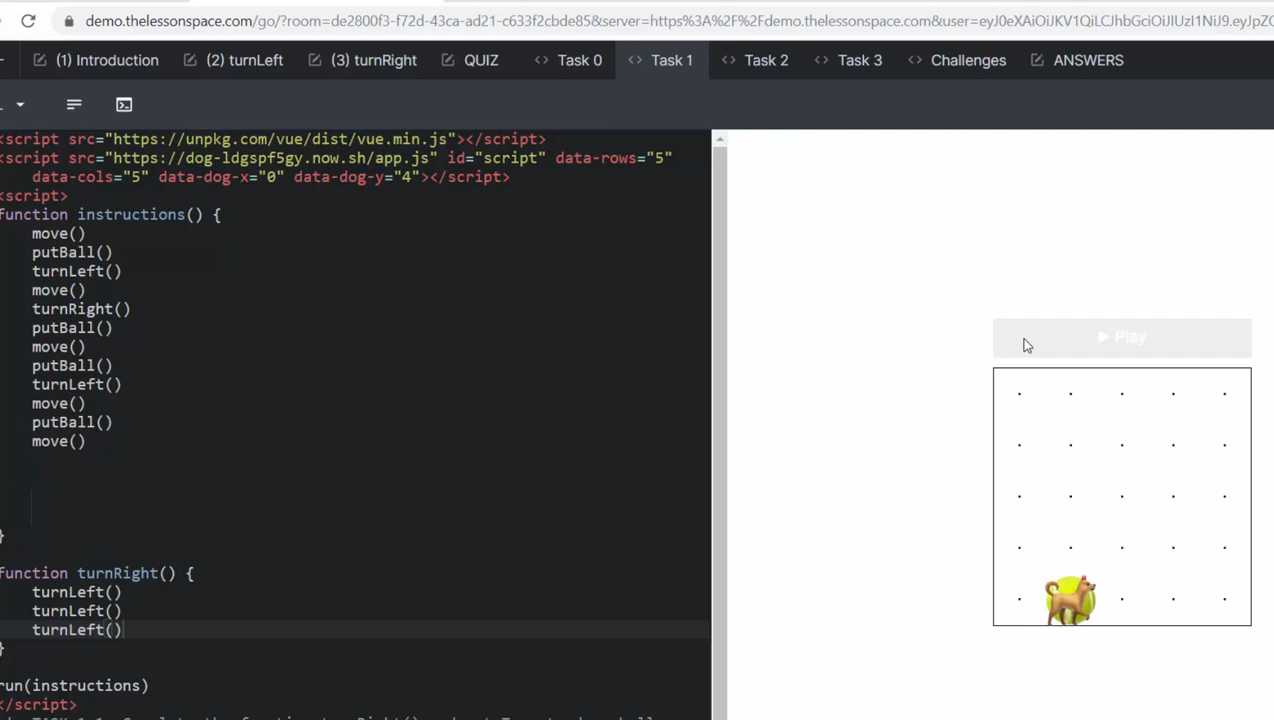 demo.thelessonspace.com/go/?room=de2800f3-f72d-43ca-ad21-c633f2cbde85&server=https%3A%2F%2Fdemo.thelessonspace.com&user=eyJ0eXAiOiJKV1QiLCJhbGciOiJIUzI1NiJ9.eyJpZC
(1) Introduction (2) turnLeft (3) turnRight QUIZ Task 0 Task 1 Task 2 Task 3 Challenges ANSWERS
<script src="https://unpkg.com/vue/dist/vue.min.js"></script>
<script src="https://dog-ldgspf5gy.now.sh/app.js" id="script" data-rows="5"
data-cols="5" data-dog-x="0" data-dog-y="4"></script>
<script>
function instructions() {
move()
putBall()
turnLeft()
move()
turnRight()
putBall()
move()
putBall()
turnLeft()
move()
putBall()
move()
}
function turnRight() {
turnLeft()
turnLeft()
turnLeft()
}
run(instructions)
</script>
Play